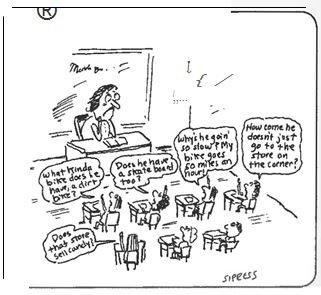 ®
What kinda
bike does he
have, a dirt
bike?
Does he have
a skate board
too?
Why's he goin'
so slow? My
bike goes
50 miles an
hour!
How come he
doesn't just
go to the
store on
the corner?
Does
that store
sell candy?
SIPRESS